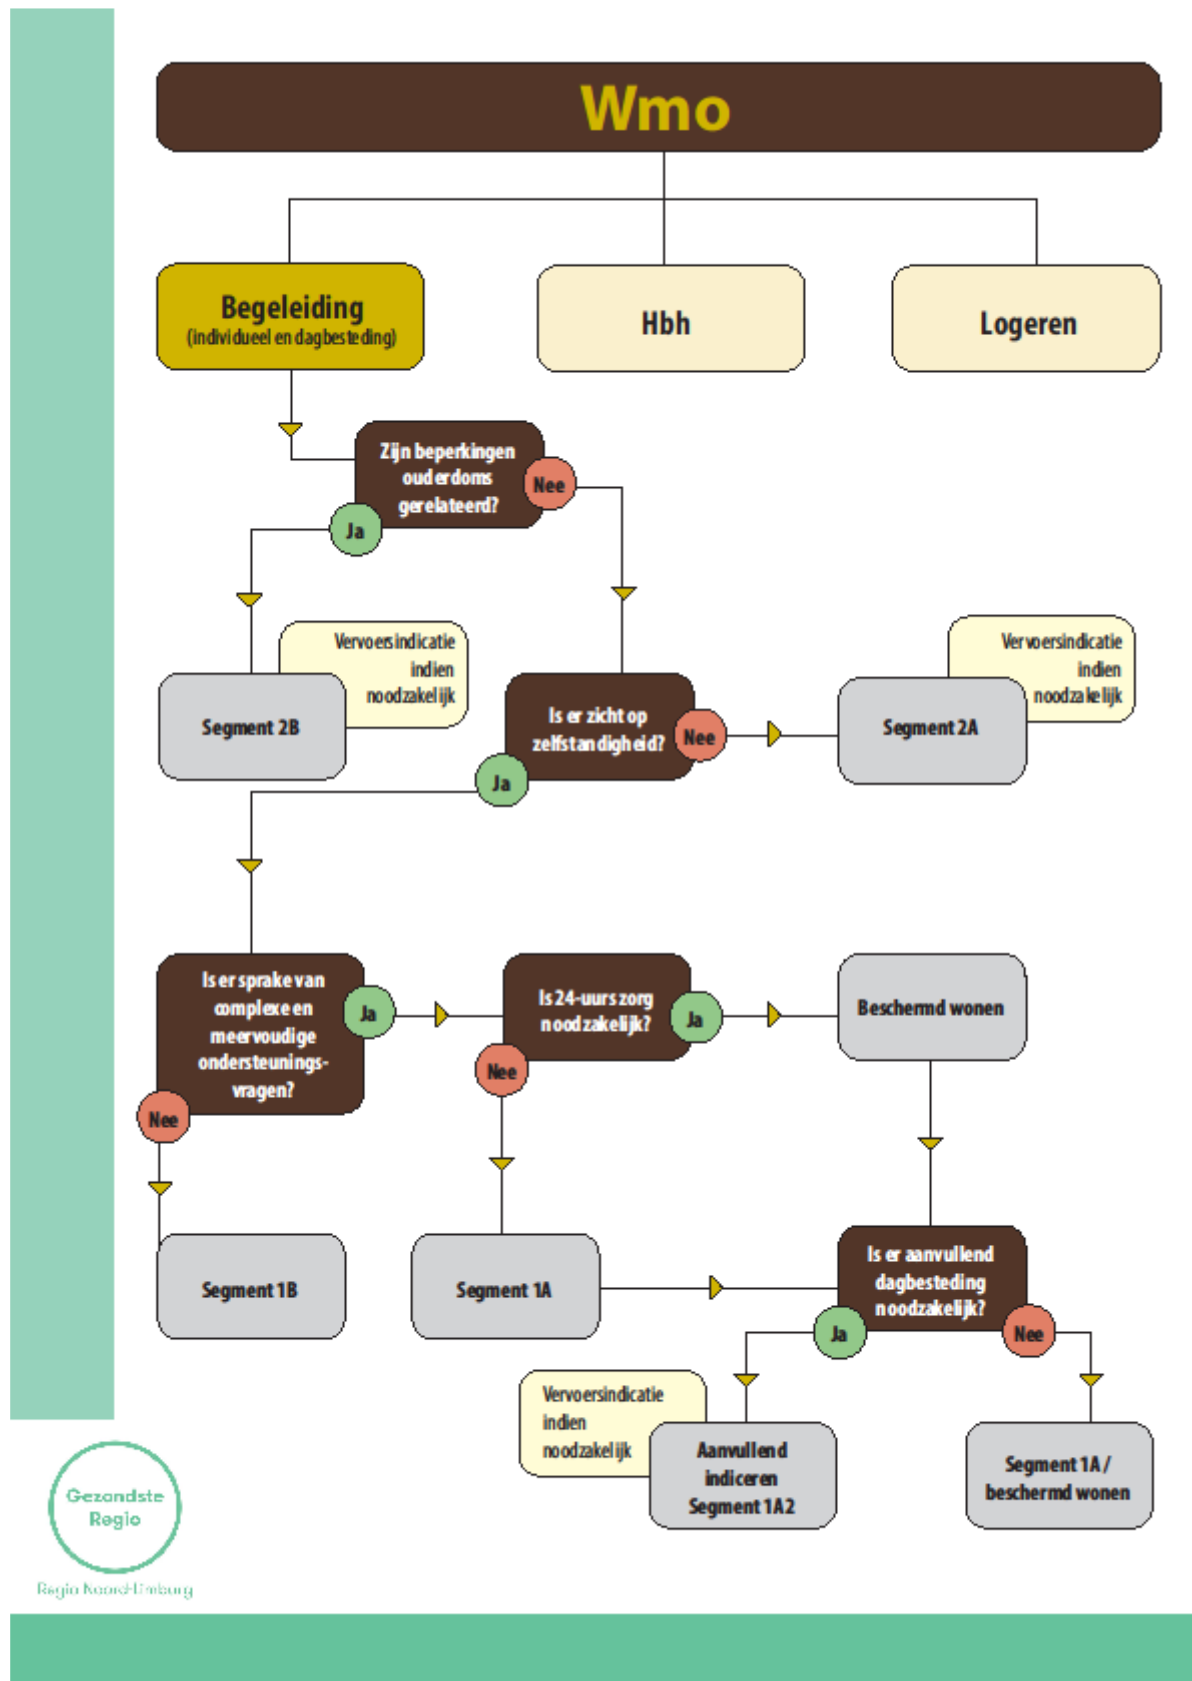 Wmo
Begeleiding
(individueel en dagbesteding)
Hbh
Logeren
Zijn beperkingen
ouderdoms
gerelateerd?
Nee
Ja
Vervoersindicatie
indien
noodzakelijk
Segment 2B
Is er zicht op
zelfstandigheid?
Nee
Ja
Vervoersindicatie
indien
noodzakelijk
Segment 2A
Is er sprake van
complexe en
meervoudige
ondersteunings-
vragen?
Ja
Nee
Is 24-uurs zorg
noodzakelijk?
Ja
Nee
Beschermd wonen
Segment 1B
Segment 1A
Is er aanvullend
dagbesteding
noodzakelijk?
Ja
Nee
Vervoersindicatie
indien
noodzakelijk
Aanvullend
indiceren
Segment 1A2
Segment 1A /
beschermd wonen
Gezondste
Regio
Regio Noord-Limburg